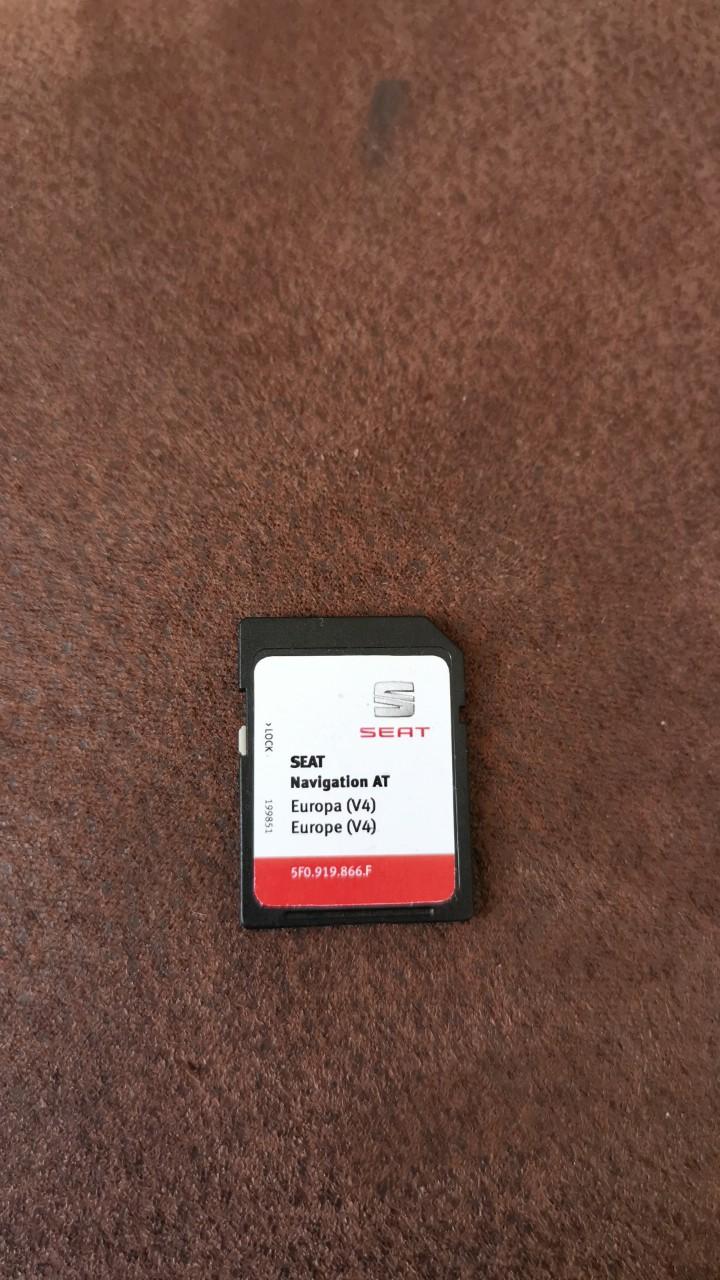 SEAT
>LOCK
SEAT
Navigation AT
Europa (V4)
Europe (V4)
199851
5F0.919.866.F